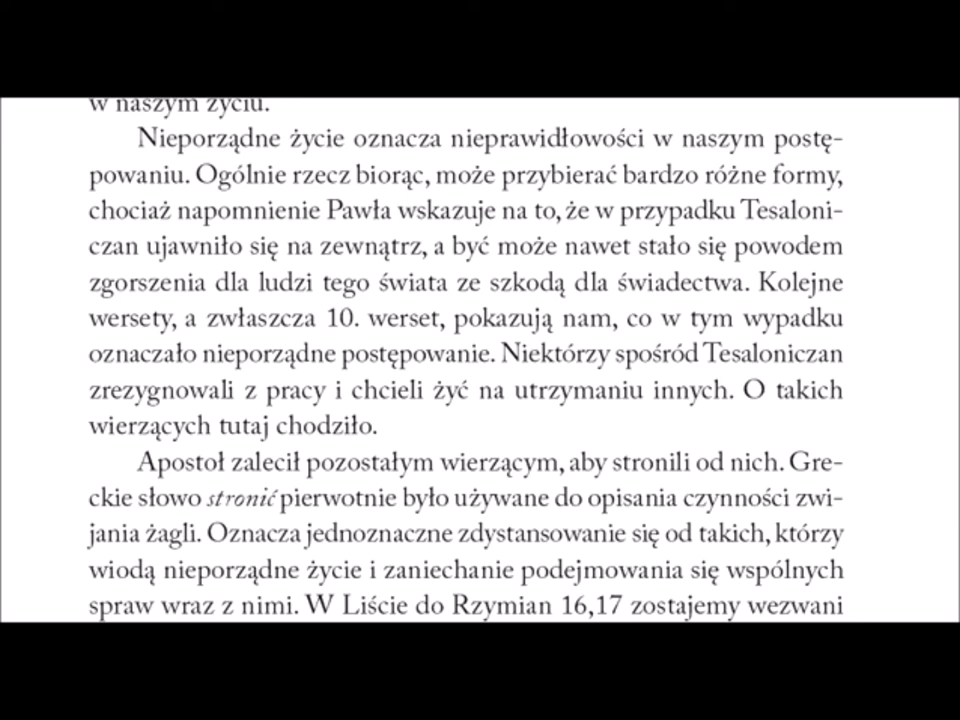 w naszym życiu.
Nieporządne życie oznacza nieprawidłowości w naszym postę-
powaniu. Ogólnie rzecz biorąc, może przybierać bardzo różne formy,
chociaż napomnienie Pawła wskazuje na to, że w przypadku Tesaloni-
czan ujawniło się na zewnątrz, a być może nawet stało się powodem
zgorszenia dla ludzi tego świata ze szkodą dla świadectwa. Kolejne
wersety, a zwłaszcza 10. werset, pokazują nam, co w tym wypadku
oznaczało nieporządne postępowanie. Niektórzy spośród Tesaloniczan
zrezygnowali z pracy i chcieli żyć na utrzymaniu innych. O takich
wierzących tutaj chodziło.
Apostoł zalecił pozostałym wierzącym, aby stronili od nich. Gre-
ckie słowo stronić pierwotnie było używane do opisania czynności zwi-
jania żagli. Oznacza jednoznaczne zdystansowanie się od takich, którzy
wiodą nieporządne życie i zaniechanie podejmowania się wspólnych
spraw wraz z nimi. W Liście do Rzymian 16,17 zostajemy wezwani